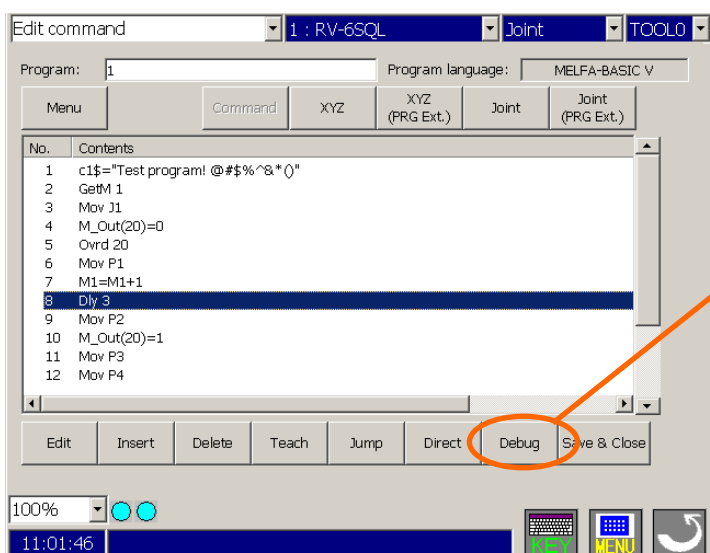 Edit command 1 : RV-6SQL Joint TOOL0
Program: 1 Program language: MELFA-BASIC V
Menu Command XYZ XYZ (PRG Ext.) Joint Joint (PRG Ext.)
No. Contents
1 c1$="Test program! @#$%^&*()"
2 GetM 1
3 Mov J1
4 M_Out(20)=0
5 Ovrd 20
6 Mov P1
7 M1=M1+1
8 Dly 3
9 Mov P2
10 M_Out(20)=1
11 Mov P3
12 Mov P4
Edit Insert Delete Teach Jump Direct Debug Save & Close
100%
11:01:46 KEY MENU